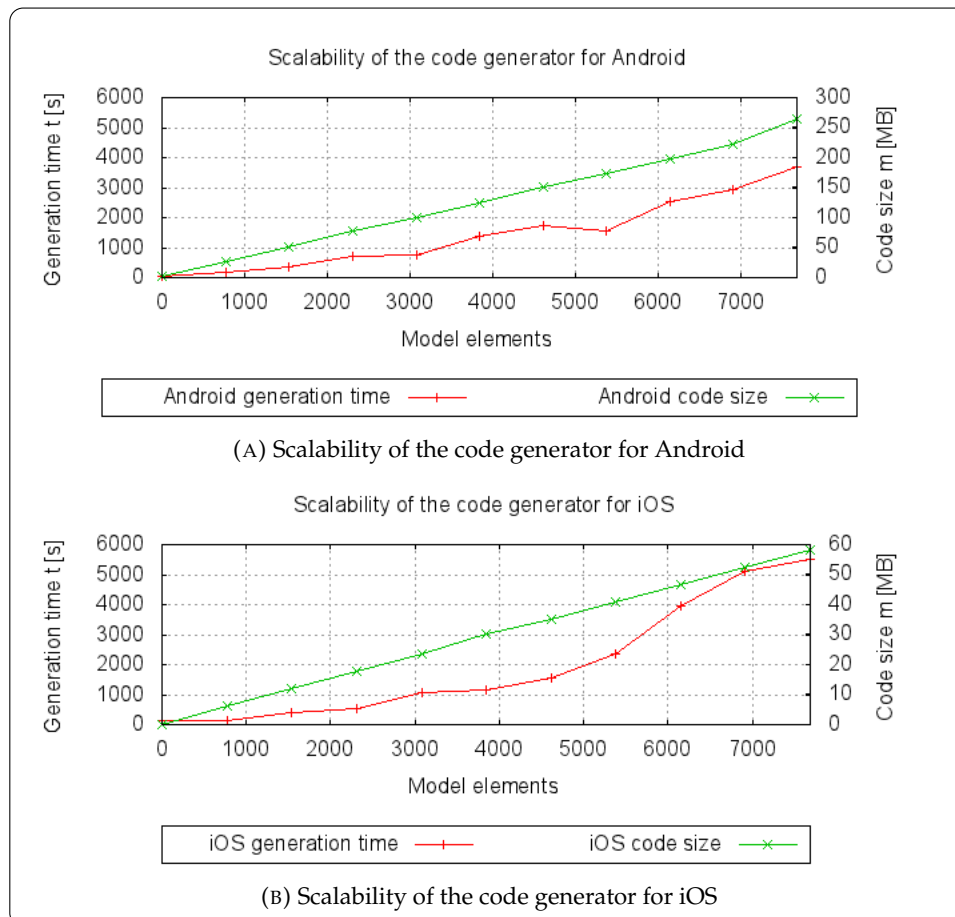 Scalability of the code generator for Android
Generation time t [s]
6000
5000
4000
3000
2000
1000
0
300
250
200
150
100
50
0
Code size m [MB]
0 1000 2000 3000 4000 5000 6000 7000
Model elements
Android generation time Android code size
(A) Scalability of the code generator for Android
Scalability of the code generator for iOS
Generation time t [s]
6000
5000
4000
3000
2000
1000
0
60
50
40
30
20
10
0
Code size m [MB]
0 1000 2000 3000 4000 5000 6000 7000
Model elements
iOS generation time iOS code size
(B) Scalability of the code generator for iOS